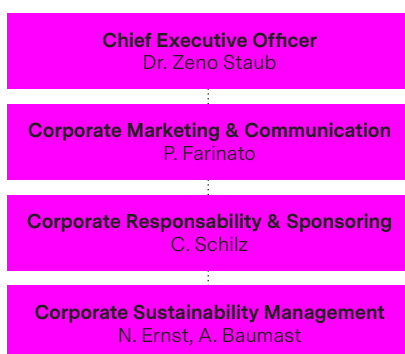 Chief Executive Officer
Dr. Zeno Staub
Corporate Marketing & Communication
P. Farinato
Corporate Responsability & Sponsoring
C. Schilz
Corporate Sustainability Management
N. Ernst, A. Baumast